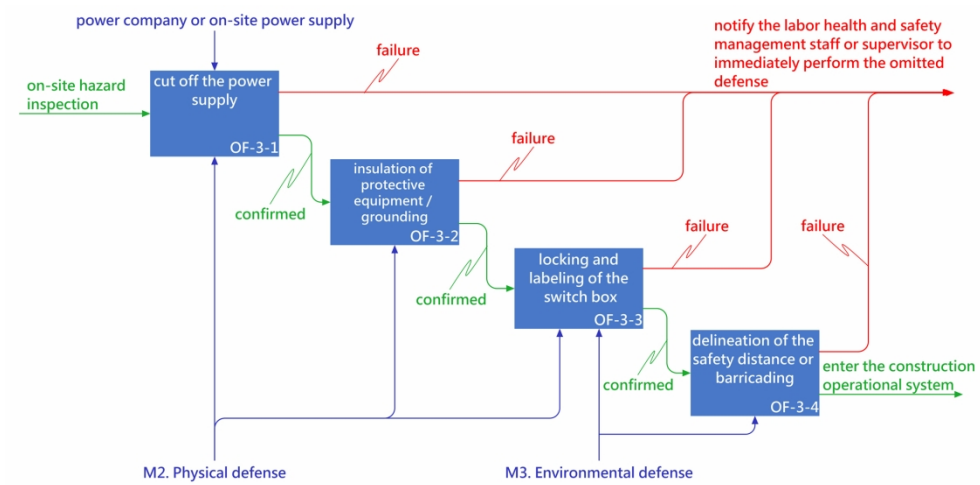 power company or on-site power supply
notify the labor health and safety
management staff or supervisor to
immediately perform the omitted
defense
failure
on-site hazard
inspection
cut off the power
supply
OF-3-1
failure
insulation of
protective
equipment /
grounding
OF-3-2
confirmed
failure
failure
locking and
labeling of the
switch box
OF-3-3
confirmed
delineation of the
safety distance or
barricading
OF-3-4
enter the construction
operational system
confirmed
M2. Physical defense
M3. Environmental defense